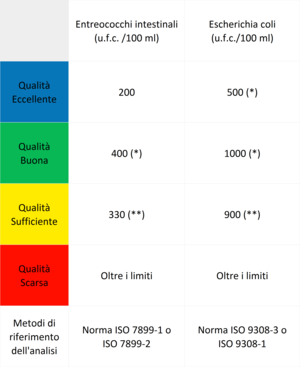 Entreococchi intestinali
(u.f.c. /100 ml)
Escherichia coli
(u.f.c./100 ml)
Qualità
Eccellente
200
500 (*)
Qualità
Buona
400 (*)
1000 (*)
Qualità
Sufficiente
330 (**)
900 (**)
Qualità
Scarsa
Oltre i limiti
Oltre i limiti
Metodi di
riferimento
dell'analisi
Norma ISO 7899-1 o
ISO 7899-2
Norma ISO 9308-3 o
ISO 9308-1